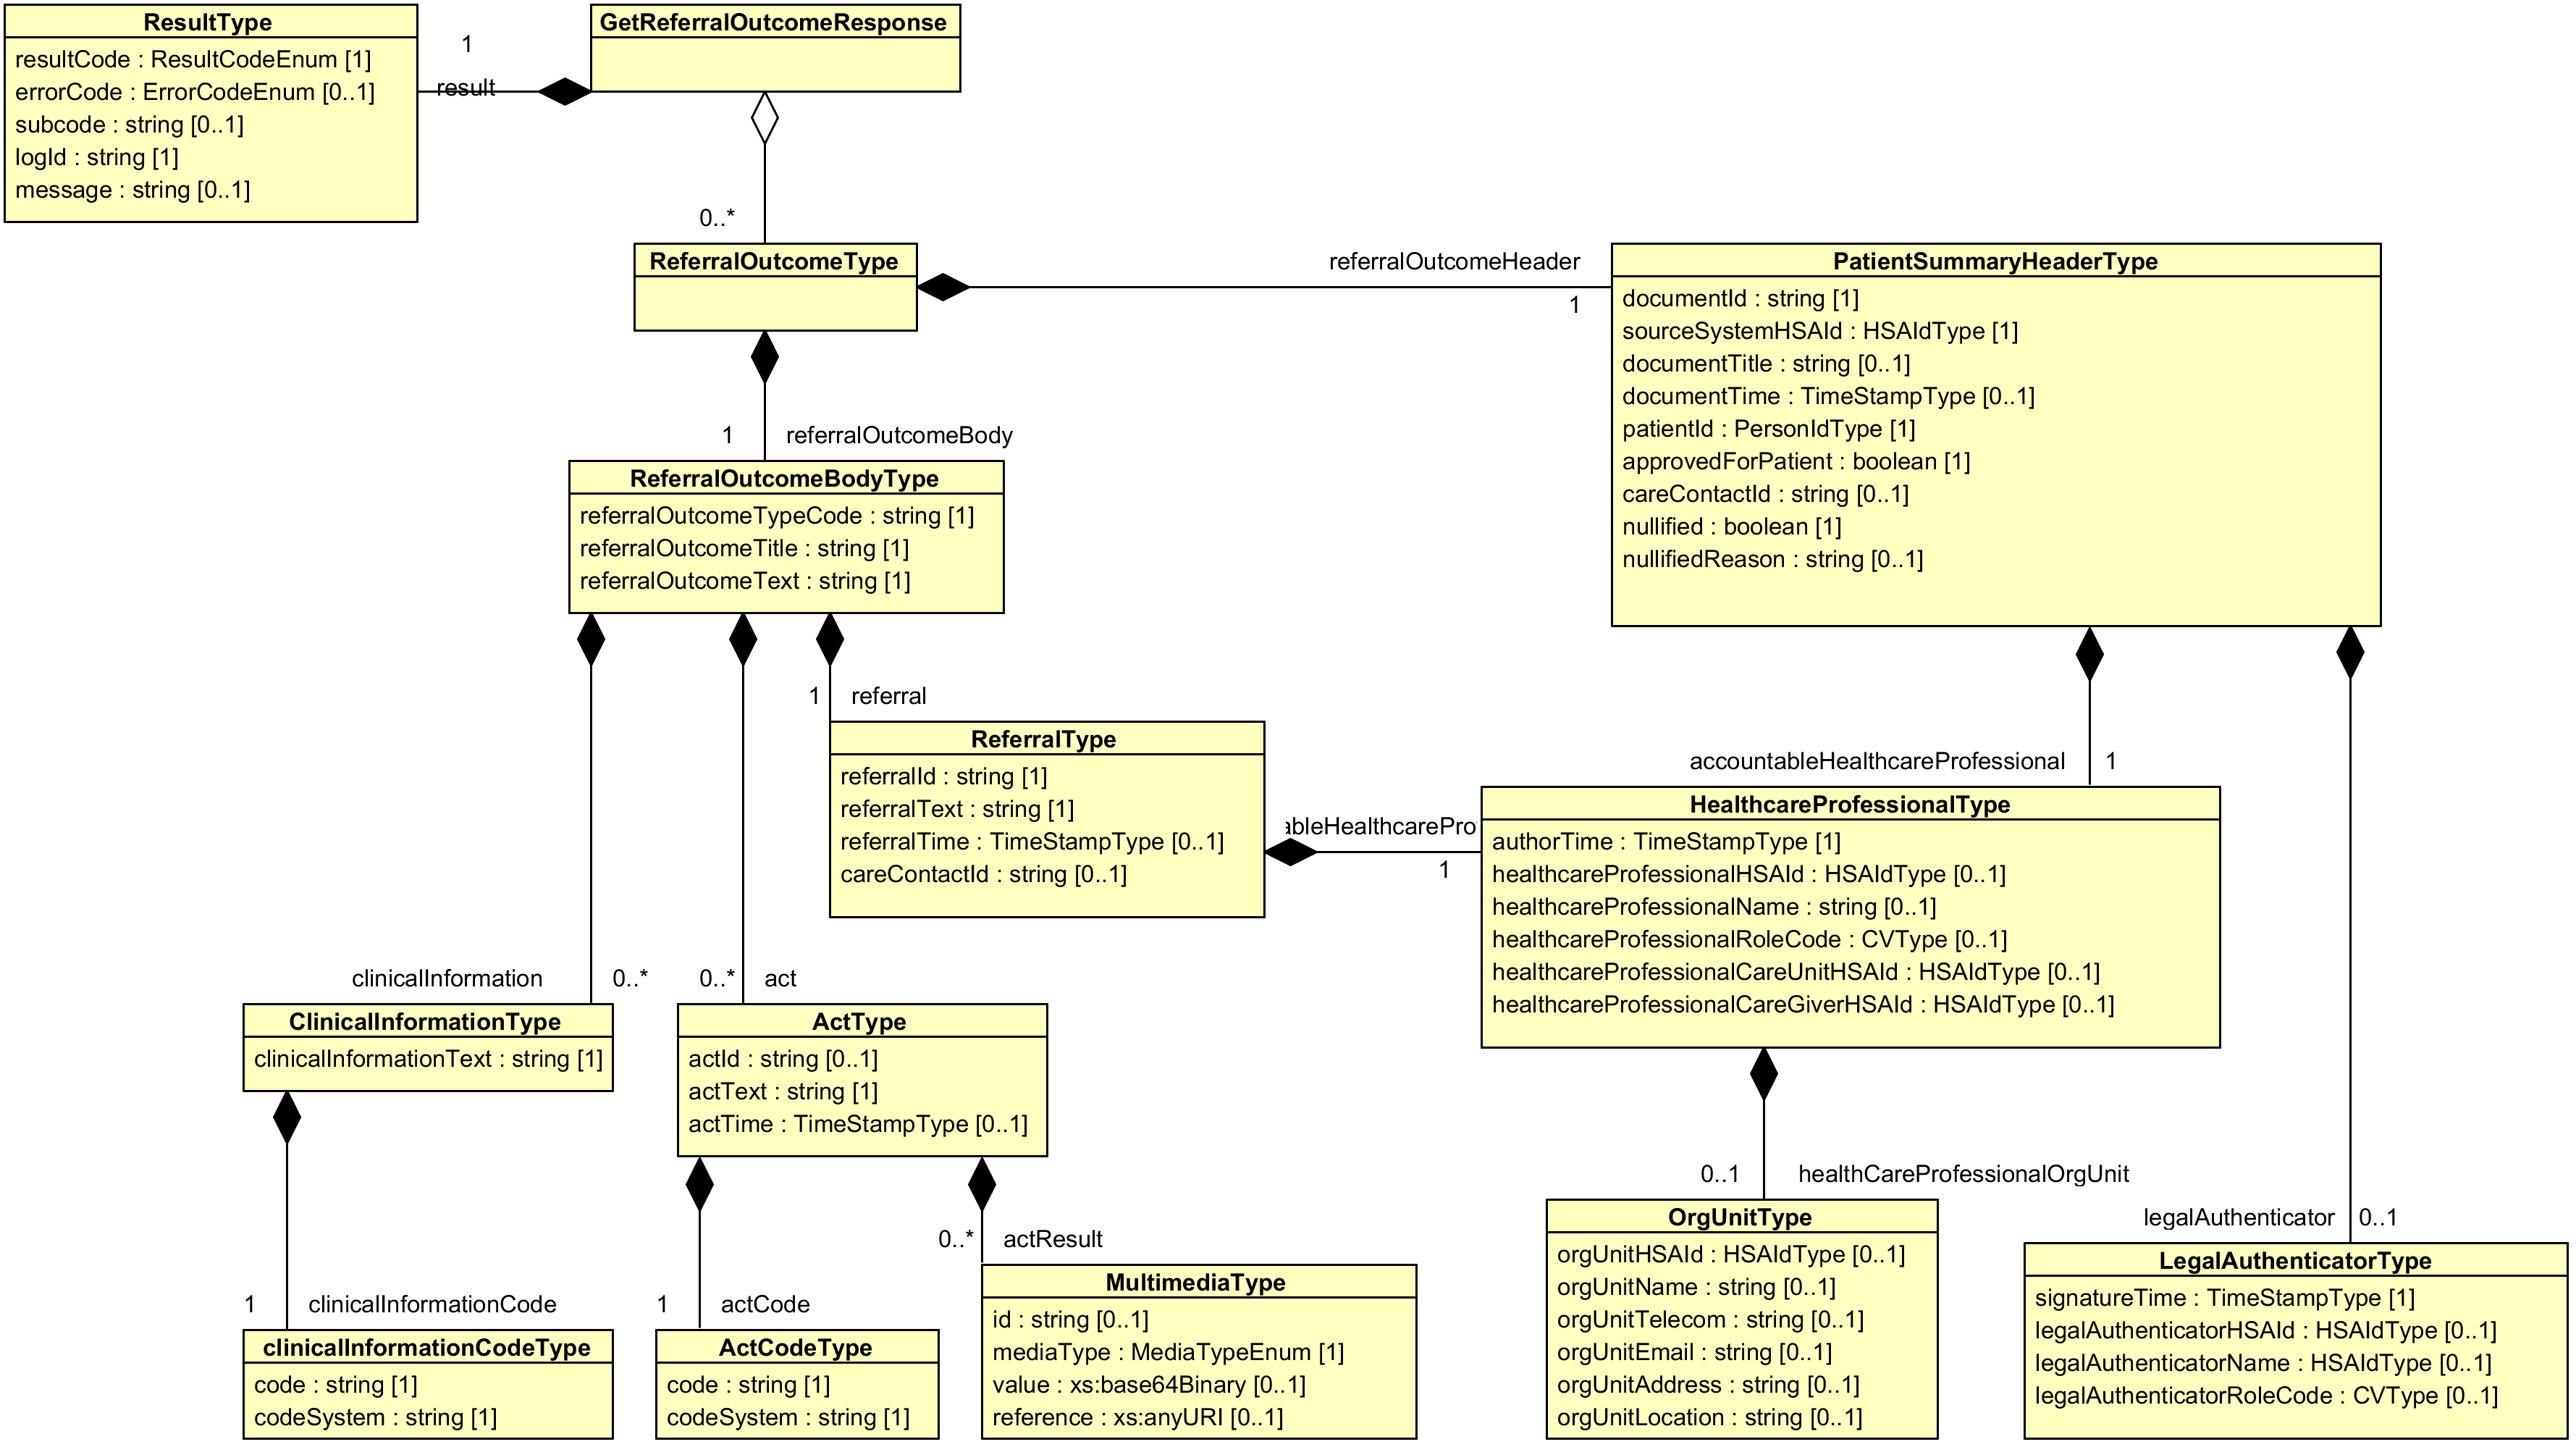 ResultType
resultCode : ResultCodeEnum [1]
errorCode : ErrorCodeEnum [0..1]
subcode : string [0..1]
logId : string [1]
message : string [0..1]
1
result
GetReferralOutcomeResponse
0..*
ReferralOutcomeType
referralOutcomeHeader
1
PatientSummaryHeaderType
documentId : string [1]
sourceSystemHSAId : HSAIdType [1]
documentTitle : string [0..1]
documentTime : TimeStampType [0..1]
patientId : PersonIdType [1]
approvedForPatient : boolean [1]
careContactId : string [0..1]
nullified : boolean [1]
nullifiedReason : string [0..1]
1 referralOutcomeBody
ReferralOutcomeBodyType
referralOutcomeTypeCode : string [1]
referralOutcomeTitle : string [1]
referralOutcomeText : string [1]
1 referral
ReferralType
referralId : string [1]
referralText : string [1]
referralTime : TimeStampType [0..1]
careContactId : string [0..1]
ableHealthcarePro
1
accountableHealthcareProfessional 1
HealthcareProfessionalType
authorTime : TimeStampType [1]
healthcareProfessionalHSAId : HSAIdType [0..1]
healthcareProfessionalName : string [0..1]
healthcareProfessionalRoleCode : CVType [0..1]
healthcareProfessionalCareUnitHSAId : HSAIdType [0..1]
healthcareProfessionalCareGiverHSAId : HSAIdType [0..1]
clinicalInformation 0..*
ClinicalInformationType
clinicalInformationText : string [1]
0..* act
ActType
actId : string [0..1]
actText : string [1]
actTime : TimeStampType [0..1]
1 clinicalInformationCode
clinicalInformationCodeType
code : string [1]
codeSystem : string [1]
1 actCode
ActCodeType
code : string [1]
codeSystem : string [1]
0..* actResult
MultimediaType
id : string [0..1]
mediaType : MediaTypeEnum [1]
value : xs:base64Binary [0..1]
reference : xs:anyURI [0..1]
0..1 healthCareProfessionalOrgUnit
OrgUnitType
orgUnitHSAId : HSAIdType [0..1]
orgUnitName : string [0..1]
orgUnitTelecom : string [0..1]
orgUnitEmail : string [0..1]
orgUnitAddress : string [0..1]
orgUnitLocation : string [0..1]
legalAuthenticator 0..1
LegalAuthenticatorType
signatureTime : TimeStampType [1]
legalAuthenticatorHSAId : HSAIdType [0..1]
legalAuthenticatorName : HSAIdType [0..1]
legalAuthenticatorRoleCode : CVType [0..1]